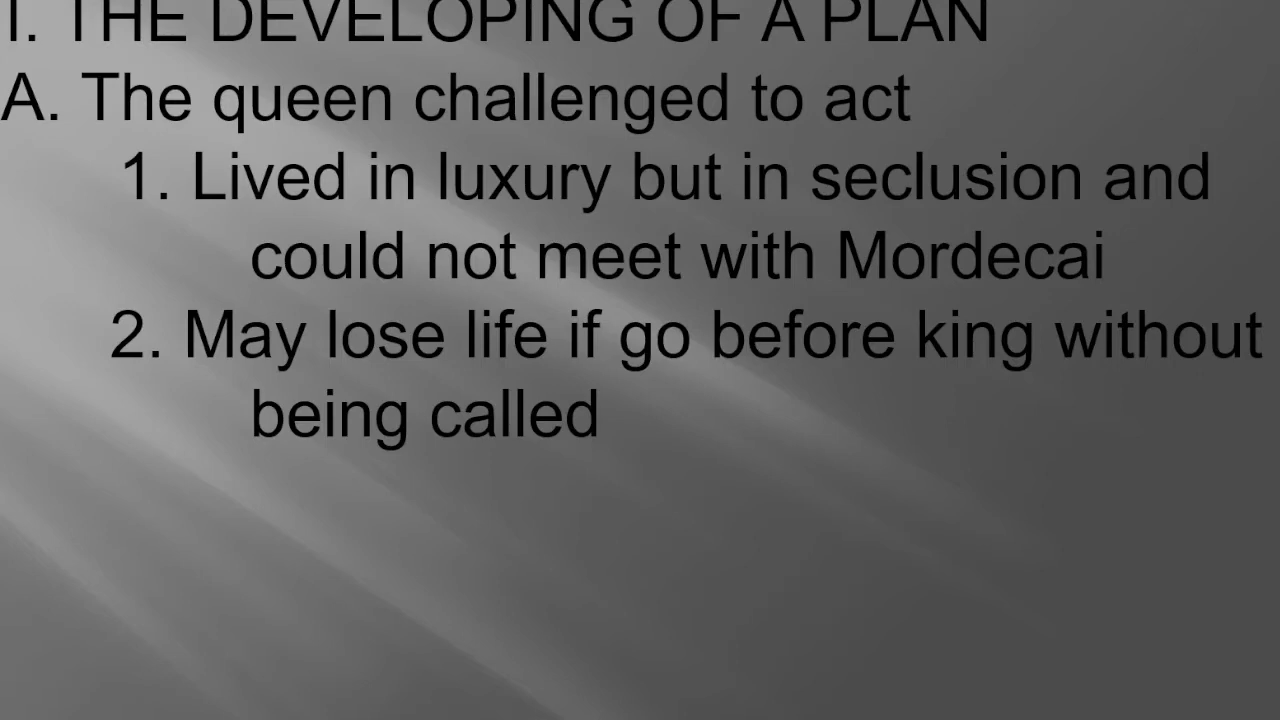 I. THE DEVELOPING OF A PLAN
A. The queen challenged to act
1. Lived in luxury but in seclusion and
could not meet with Mordecai
2. May lose life if go before king without
being called